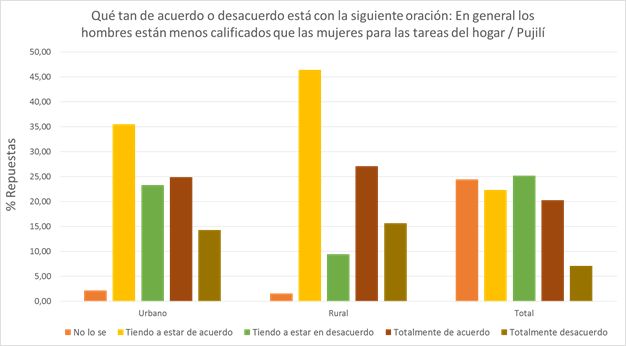 Qué tan de acuerdo o desacuerdo está con la siguiente oración: En general los
hombres están menos calificados que las mujeres para las tareas del hogar / Pujilí
% Repuestas
50,00
45,00
40,00
35,00
30,00
25,00
20,00
15,00
10,00
5,00
0,00
Urbano Rural Total
No lo se Tiendo a estar de acuerdo Tiendo a estar en desacuerdo Totalmente de acuerdo Totalmente desacuerdo